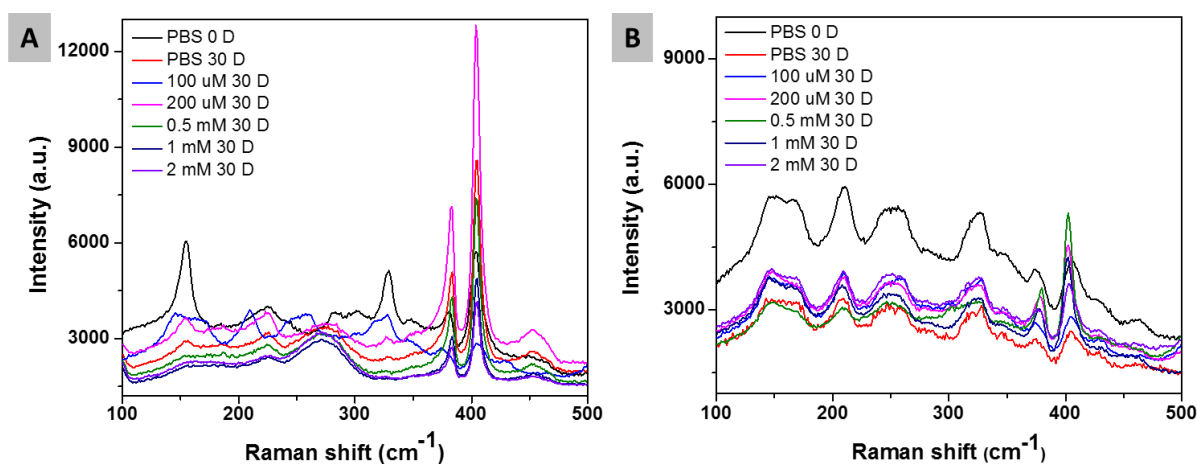 A
PBS 0 D
PBS 30 D
100 uM 30 D
200 uM 30 D
0.5 mM 30 D
1 mM 30 D
2 mM 30 D
12000
9000
6000
3000
Intensity (a.u.)
100 200 300 400 500
Raman shift (cm-1)
B
PBS 0 D
PBS 30 D
100 uM 30 D
200 uM 30 D
0.5 mM 30 D
1 mM 30 D
2 mM 30 D
9000
6000
3000
Intensity (a.u.)
100 200 300 400 500
Raman shift (cm-1)